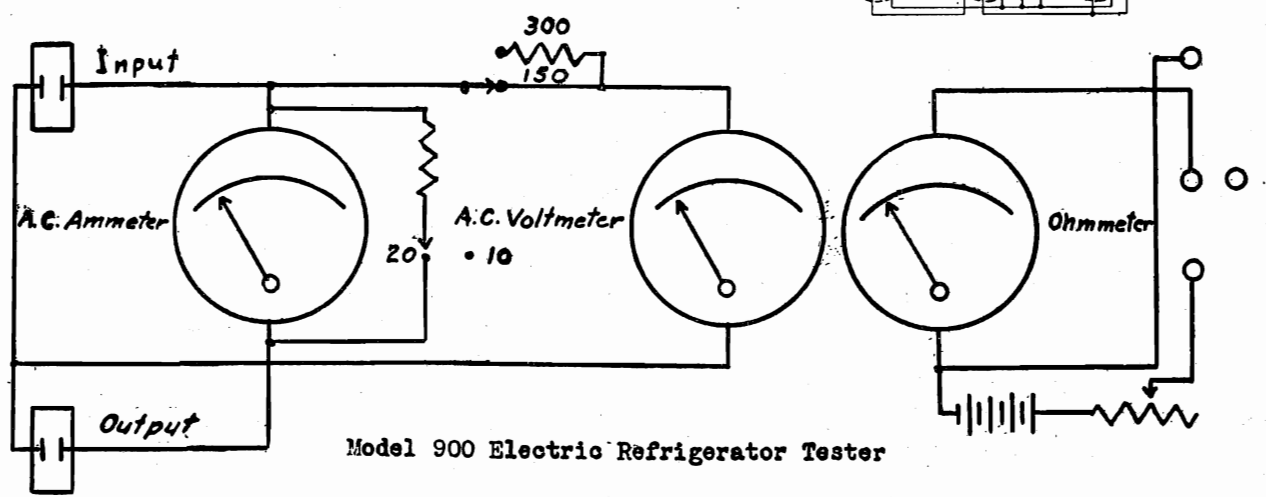 300
Input
150
A.C. Ammeter
20 • 10
A.C. Voltmeter
Ohmmeter
Output
Model 900 Electric Refrigerator Tester